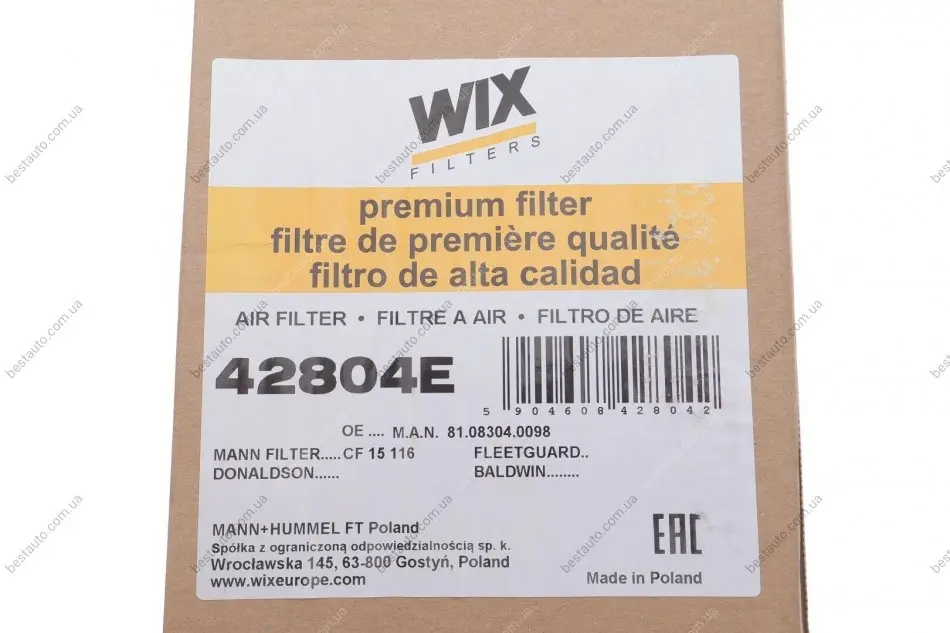 WIX
FILTERS
premium filter
filtre de première qualité
filtro de alta calidad
AIR FILTER • FILTRE A AIR • FILTRO DE AIRE
42804E
5 904608 428042
OE .... M.A.N. 81.08304.0098
MANN FILTER.....CF 15 116 FLEETGUARD..
DONALDSON...... BALDWIN........
MANN+HUMMEL FT Poland
Spółka z ograniczoną odpowiedzialnością sp. k.
Wrocławska 145, 63-800 Gostyń, Poland
www.wixeurope.com
EAC
Made in Poland
bestauto.com.ua